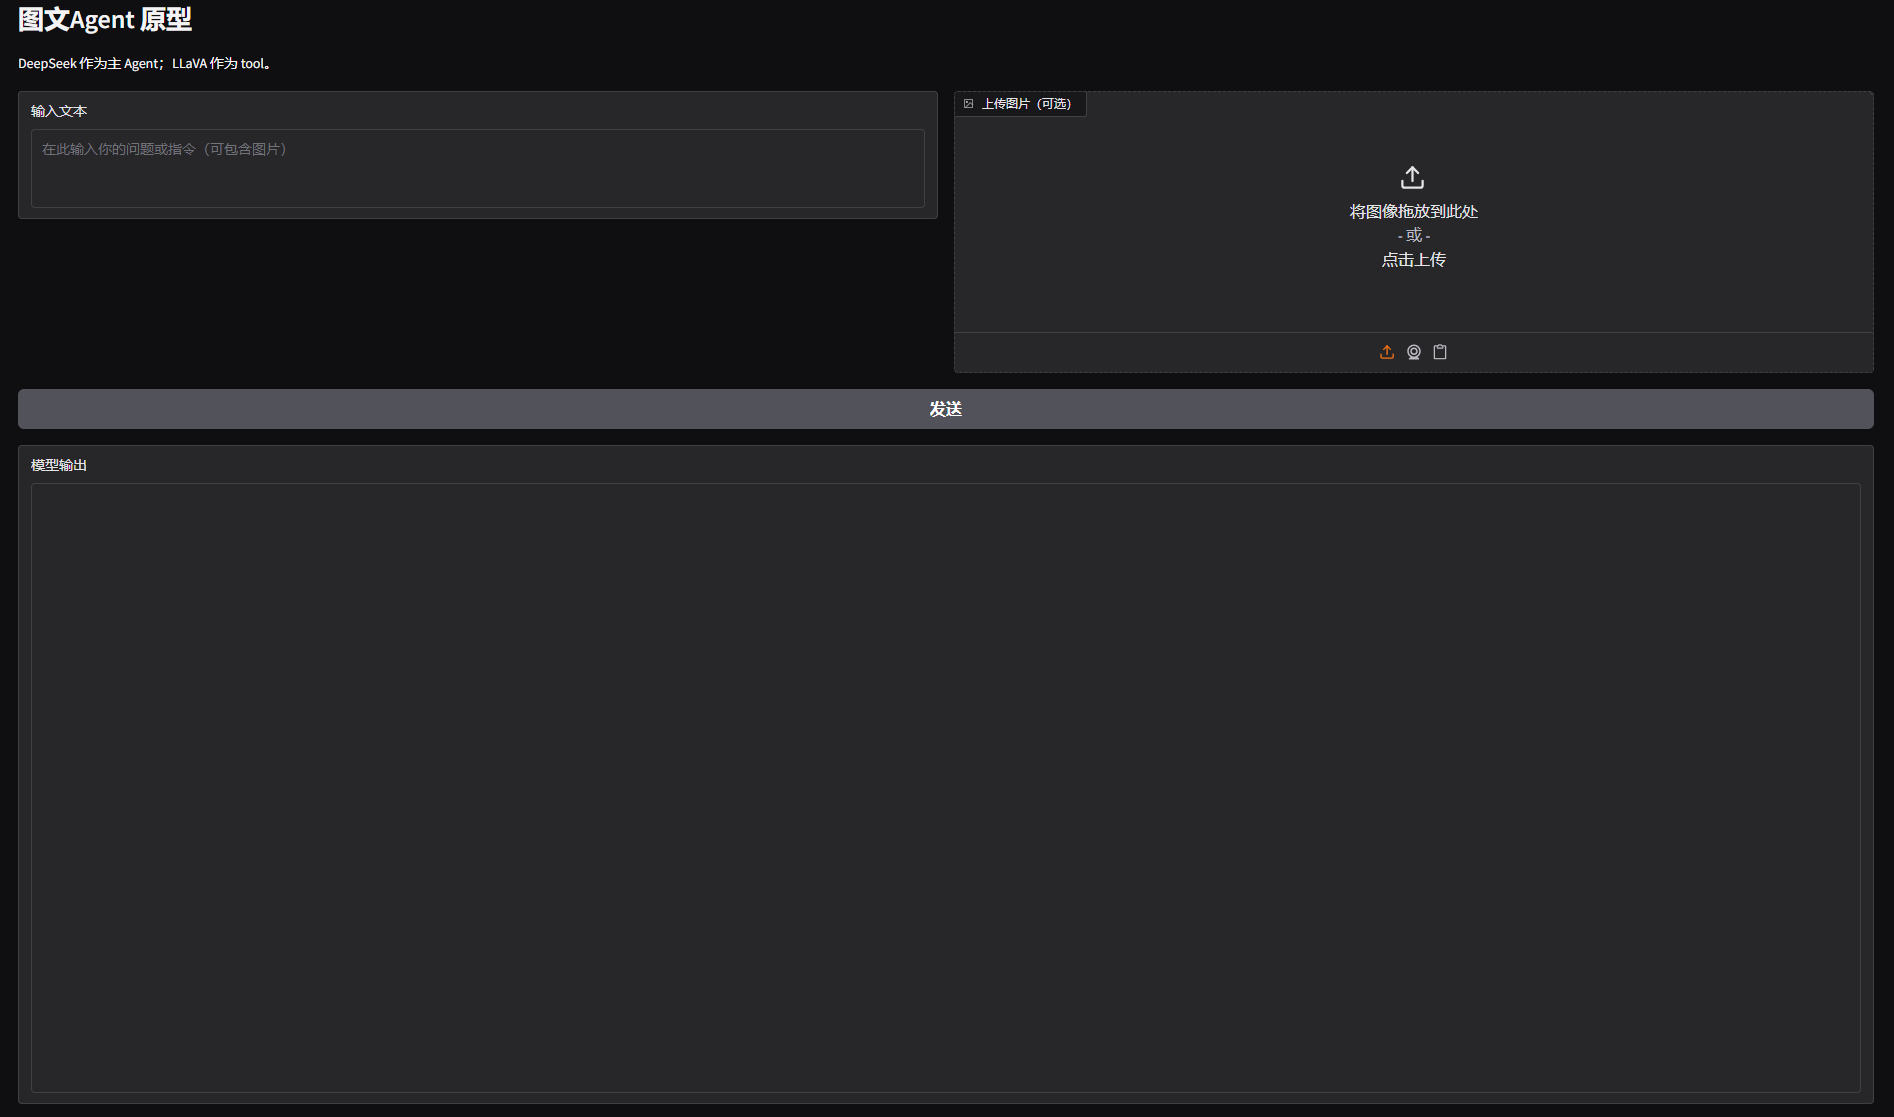 图文Agent 原型
DeepSeek 作为主 Agent；LLaVA 作为 tool。
输入文本
在此输入你的问题或指令（可包含图片）
上传图片（可选）
将图像拖放到此处
- 或 -
点击上传
发送
模型输出